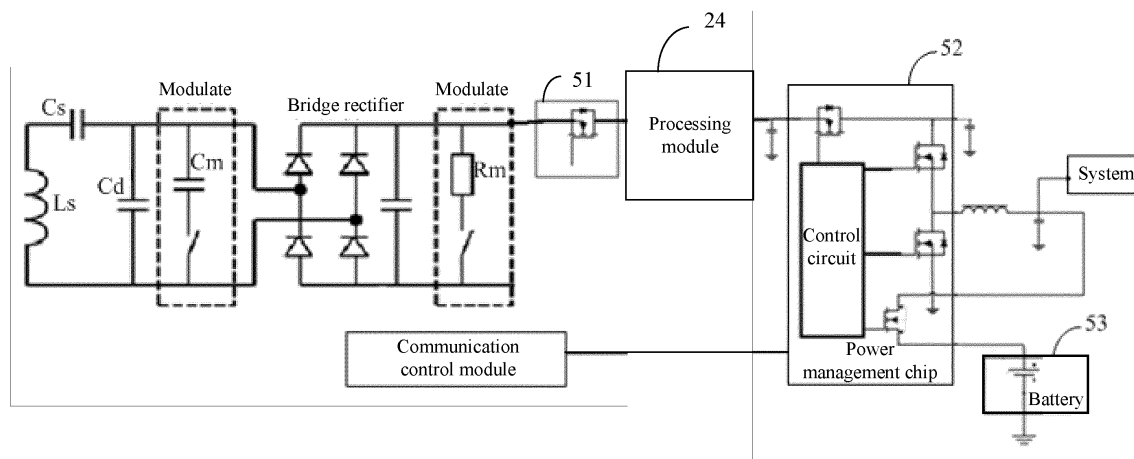 24
52
51
Modulate
Modulate
Cs
Bridge rectifier
Processing
module
System
Cm
Rm
Cd
Ls
Control
circuit
53
Communication
control module
Power
management chip
Battery